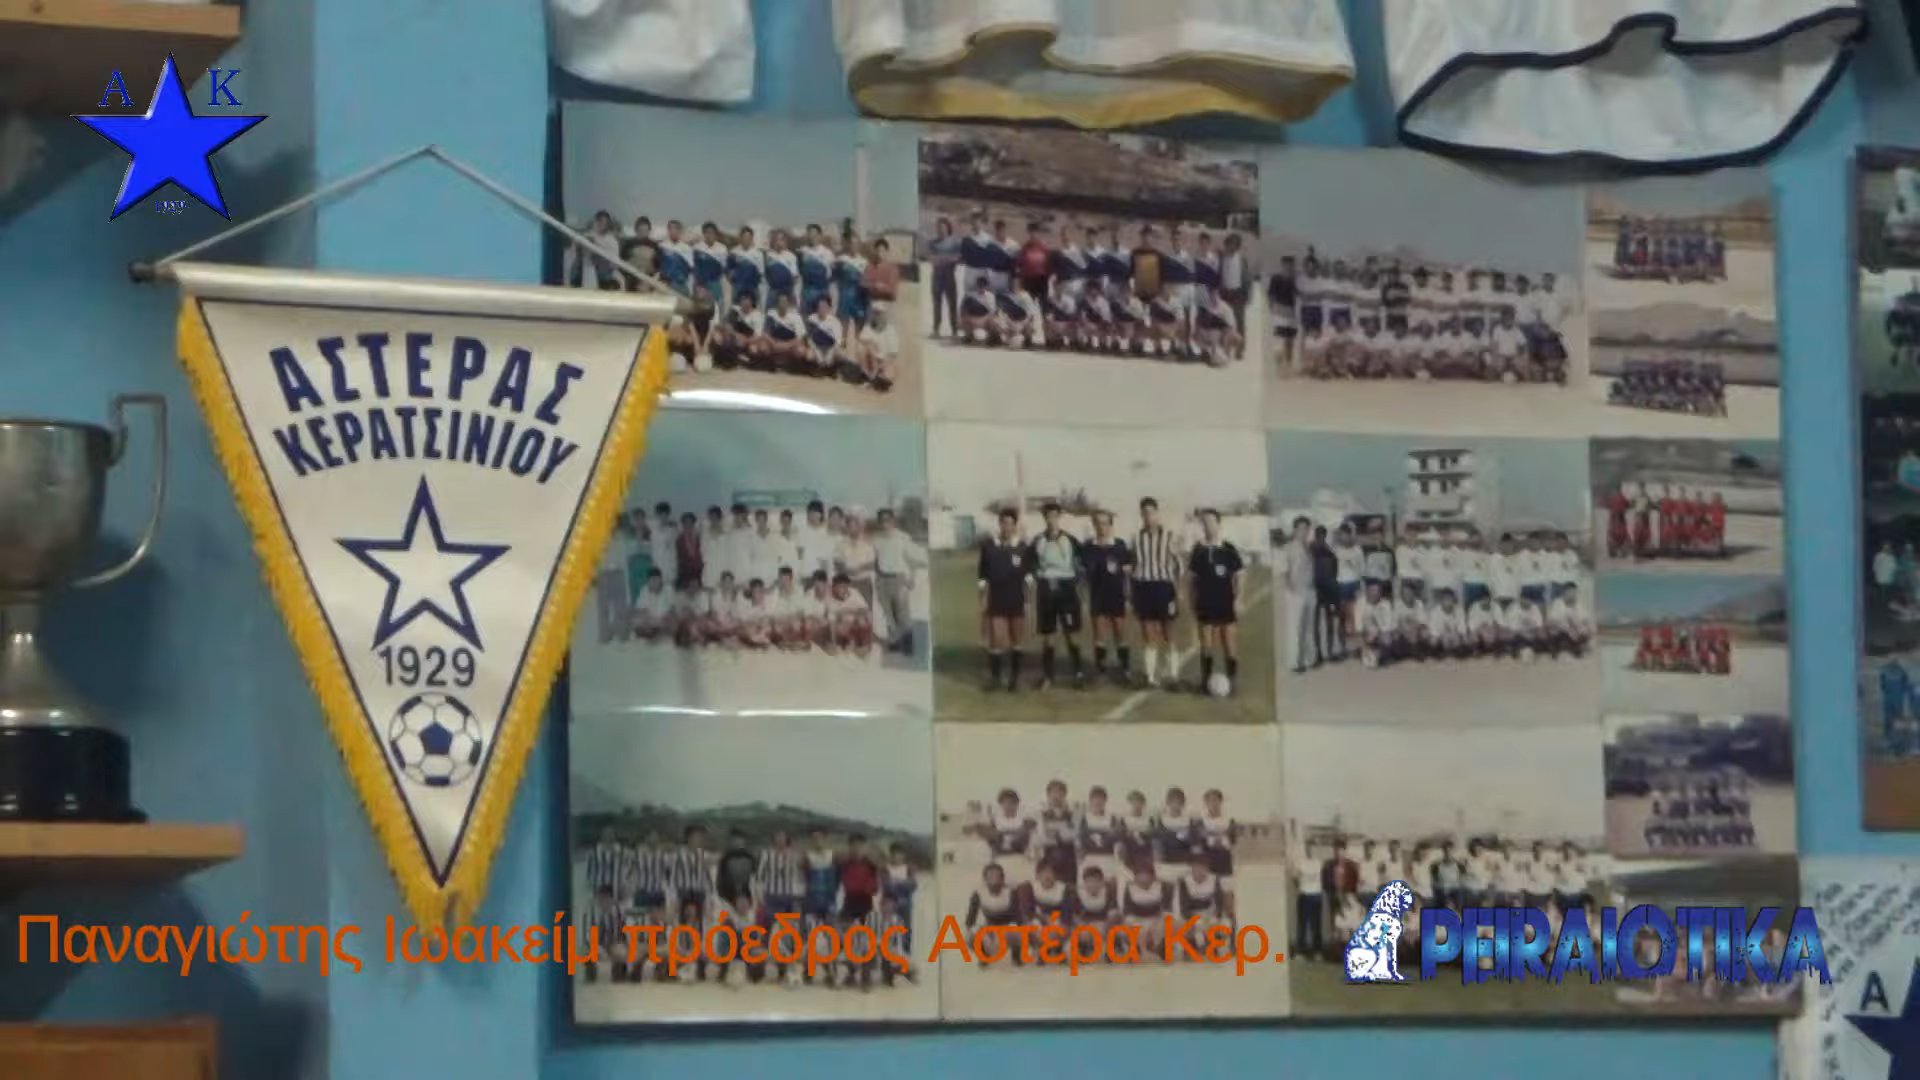 Α Κ
ΑΣΤΕΡΑΣ
ΚΕΡΑΤΣΙΝΙΟΥ
1929
Παναγιώτης Ιωακείμ πρόεδρος Αστέρα Κερ.
PEIRAIOTIKA
Α